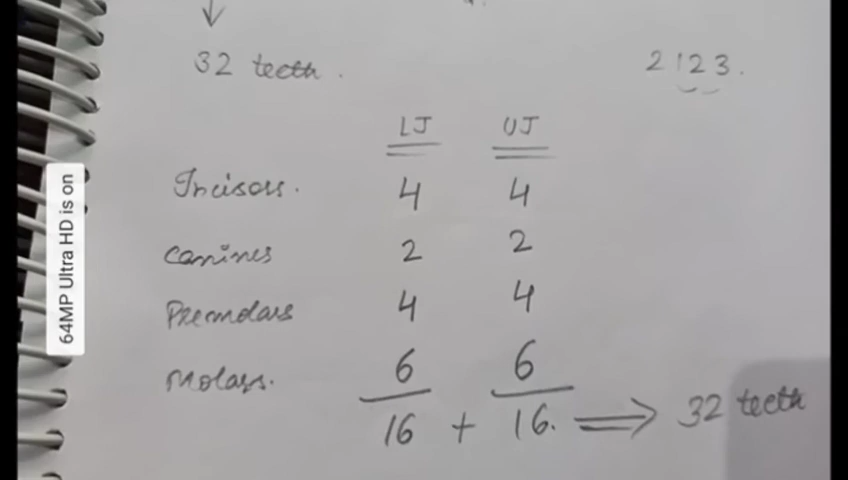 32 teeth.
2123.
LJ UJ
Incisors. 4 4
Canines 2 2
Premolars 4 4
Molars. 6 6
16 + 16. ⟹ 32 teeth
64MP Ultra HD is on